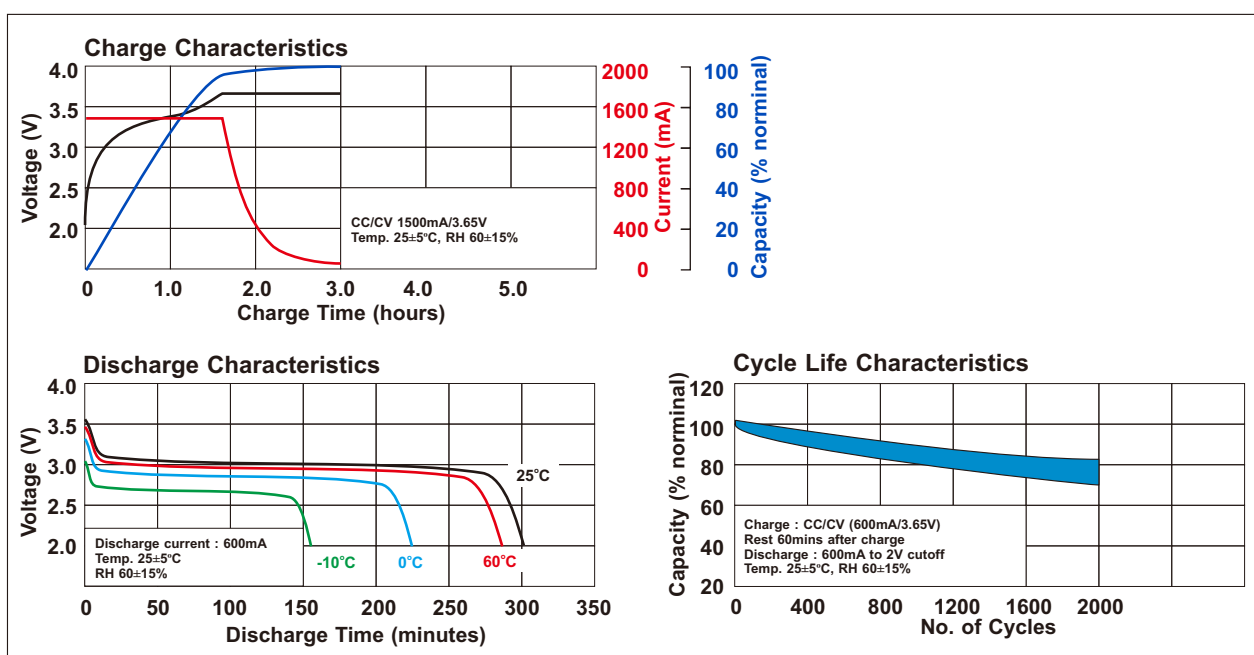 Charge Characteristics
Voltage (V)
4.0
3.5
3.0
2.5
2.0
0
1.0
2.0
3.0
4.0
5.0
Charge Time (hours)
CC/CV 1500mA/3.65V
Temp. 25±5°C, RH 60±15%
2000
1600
1200
800
400
0
Current (mA)
100
80
60
40
20
0
Capacity (% norminal)
Discharge Characteristics
Voltage (V)
4.0
3.5
3.0
2.5
2.0
25°C
Discharge current : 600mA
Temp. 25±5°C
RH 60±15%
-10°C
0°C
60°C
0
50
100
150
200
250
300
350
Discharge Time (minutes)
Cycle Life Characteristics
Capacity (% norminal)
120
100
80
60
40
20
Charge : CC/CV (600mA/3.65V)
Rest 60mins after charge
Discharge : 600mA to 2V cutoff
Temp. 25±5°C, RH 60±15%
0
400
800
1200
1600
2000
No. of Cycles